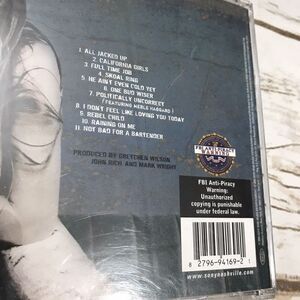 1. ALL JACKED UP
2. CALIFORNIA GIRLS
3. FULL TIME JOB
4. SKOAL RING
5. HE AIN'T EVEN COLD YET
6. ONE BUD WISER
7. POLITICALLY UNCORRECT
(FEATURING MERLE HAGGARD)
8. I DON'T FEEL LIKE LOVING YOU TODAY
9. REBEL CHILD
10. RAINING ON ME
11. NOT BAD FOR A BARTENDER
PRODUCED BY GRETCHEN WILSON,
JOHN RICH, AND MARK WRIGHT
FBI ANTI-PIRACY
WARNING
FBI Anti-Piracy
Warning:
Unauthorized
copying is punishable
under federal law.
8 2796-94169-2 1
www.sonynashville.com